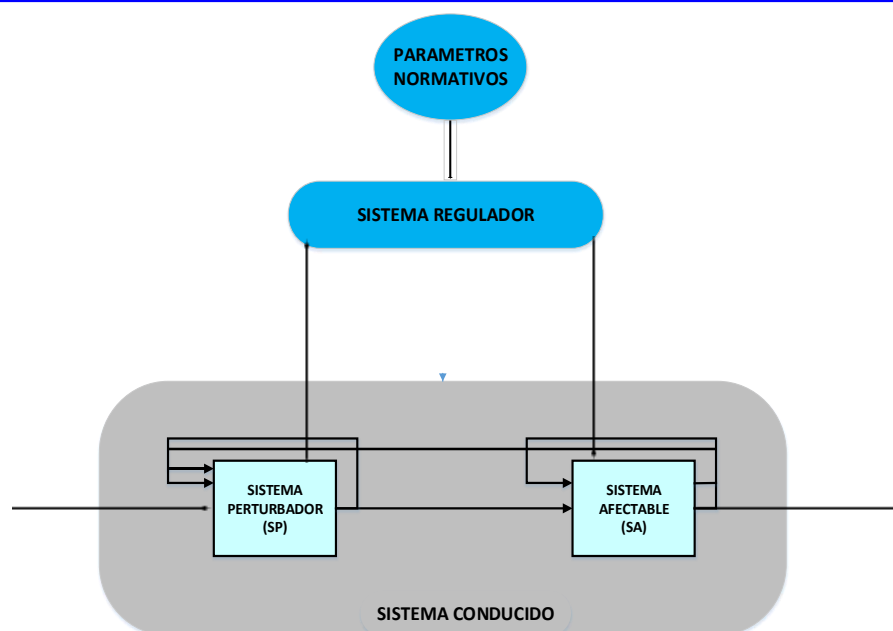 PARAMETROS
NORMATIVOS
SISTEMA REGULADOR
SISTEMA
PERTURBADOR
(SP)
SISTEMA
AFECTABLE
(SA)
SISTEMA CONDUCIDO